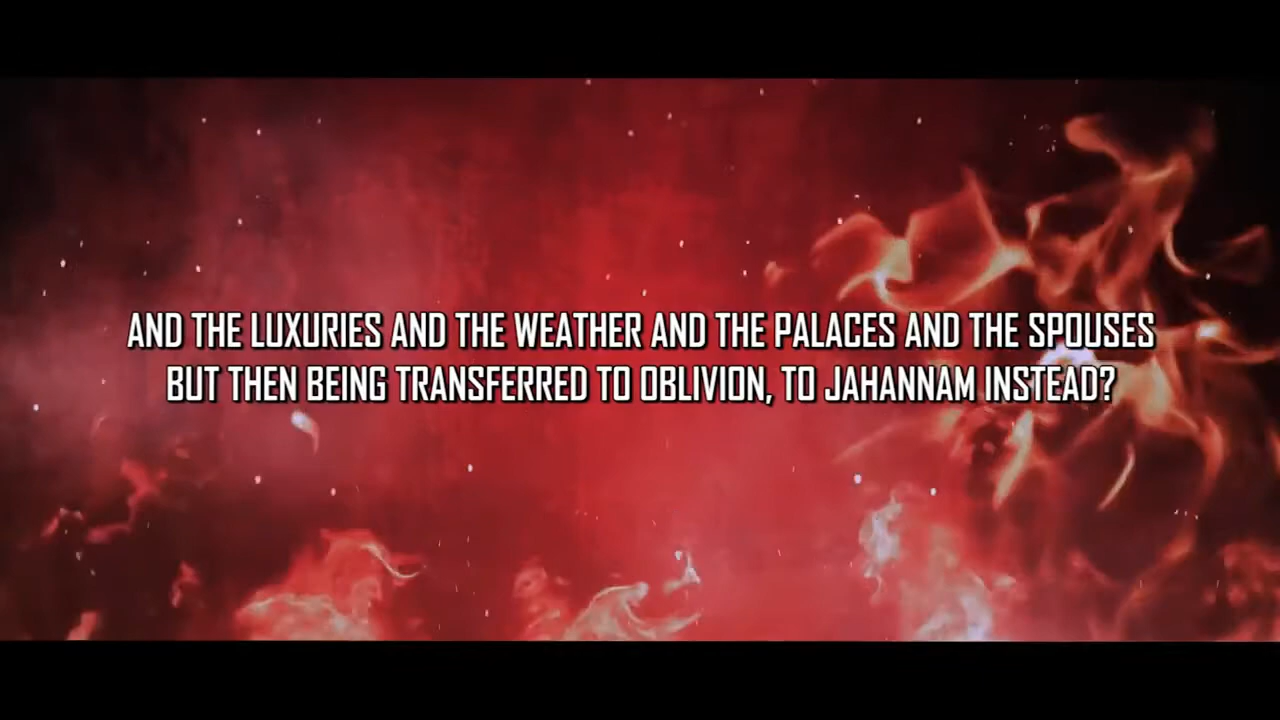 AND THE LUXURIES AND THE WEATHER AND THE PALACES AND THE SPOUSES
BUT THEN BEING TRANSFERRED TO OBLIVION, TO JAHANNAM INSTEAD?